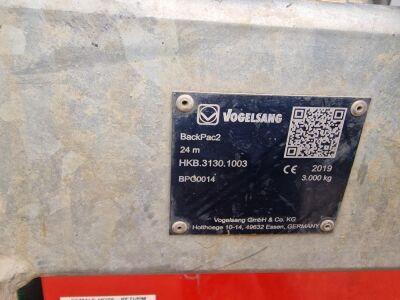 VOGELSANG
BackPac2
24 m
HKB.3130.1003
CE 2019
BPC0014
3.000 kg
Vogelsang GmbH & Co. KG
Holthoege 10-14, 49632 Essen, GERMANY